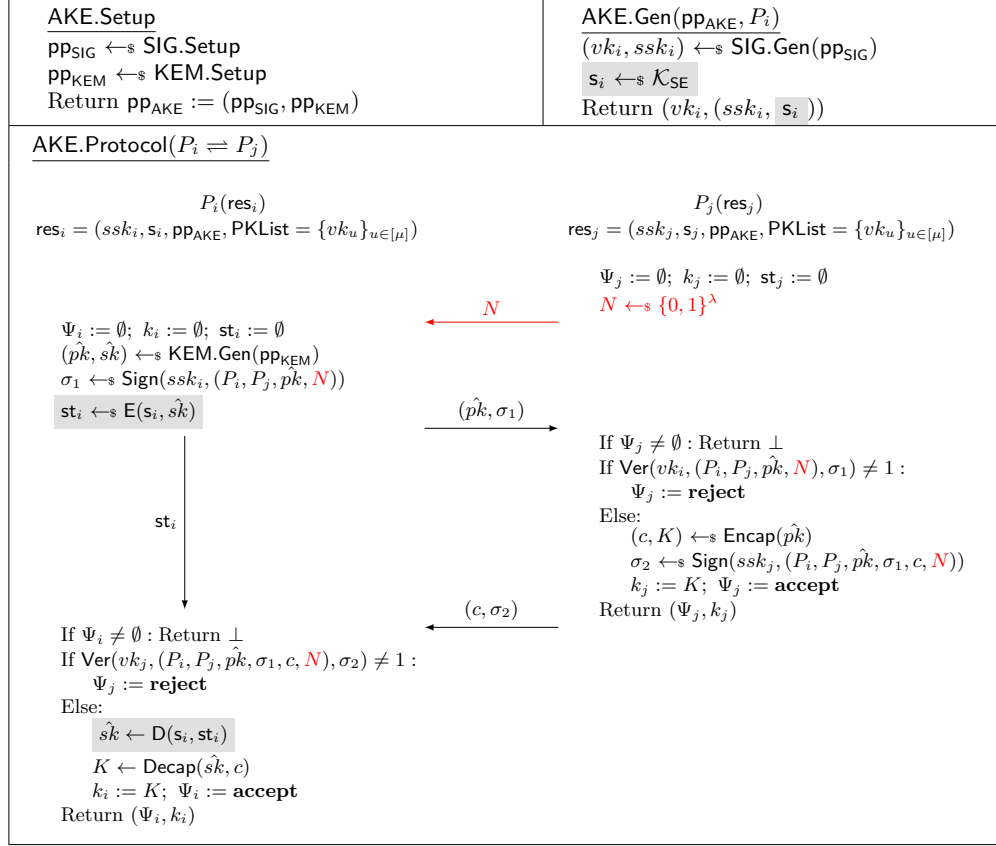 AKE.Setup
pp_SIG ←$ SIG.Setup
pp_KEM ←$ KEM.Setup
Return pp_AKE := (pp_SIG, pp_KEM)
AKE.Gen(pp_AKE, P_i)
(vk_i, ssk_i) ←$ SIG.Gen(pp_SIG)
s_i ←$ 𝒦_SE
Return (vk_i, (ssk_i, s_i))
AKE.Protocol(P_i ⇌ P_j)
P_i(res_i)
res_i = (ssk_i, s_i, pp_AKE, PKList = {vk_u}_{u∈[μ]})
P_j(res_j)
res_j = (ssk_j, s_j, pp_AKE, PKList = {vk_u}_{u∈[μ]})
Ψ_j := ∅; k_j := ∅; st_j := ∅
N ←$ {0, 1}^λ
N
Ψ_i := ∅; k_i := ∅; st_i := ∅
(p̂k, ŝk) ←$ KEM.Gen(pp_KEM)
σ_1 ←$ Sign(ssk_i, (P_i, P_j, p̂k, N))
st_i ←$ E(s_i, ŝk)
(p̂k, σ_1)
If Ψ_j ≠ ∅ : Return ⊥
If Ver(vk_i, (P_i, P_j, p̂k, N), σ_1) ≠ 1 :
Ψ_j := reject
Else:
(c, K) ←$ Encap(p̂k)
σ_2 ←$ Sign(ssk_j, (P_i, P_j, p̂k, σ_1, c, N))
k_j := K; Ψ_j := accept
Return (Ψ_j, k_j)
st_i
(c, σ_2)
If Ψ_i ≠ ∅ : Return ⊥
If Ver(vk_j, (P_i, P_j, p̂k, σ_1, c, N), σ_2) ≠ 1 :
Ψ_j := reject
Else:
ŝk ← D(s_i, st_i)
K ← Decap(ŝk, c)
k_i := K; Ψ_i := accept
Return (Ψ_i, k_i)